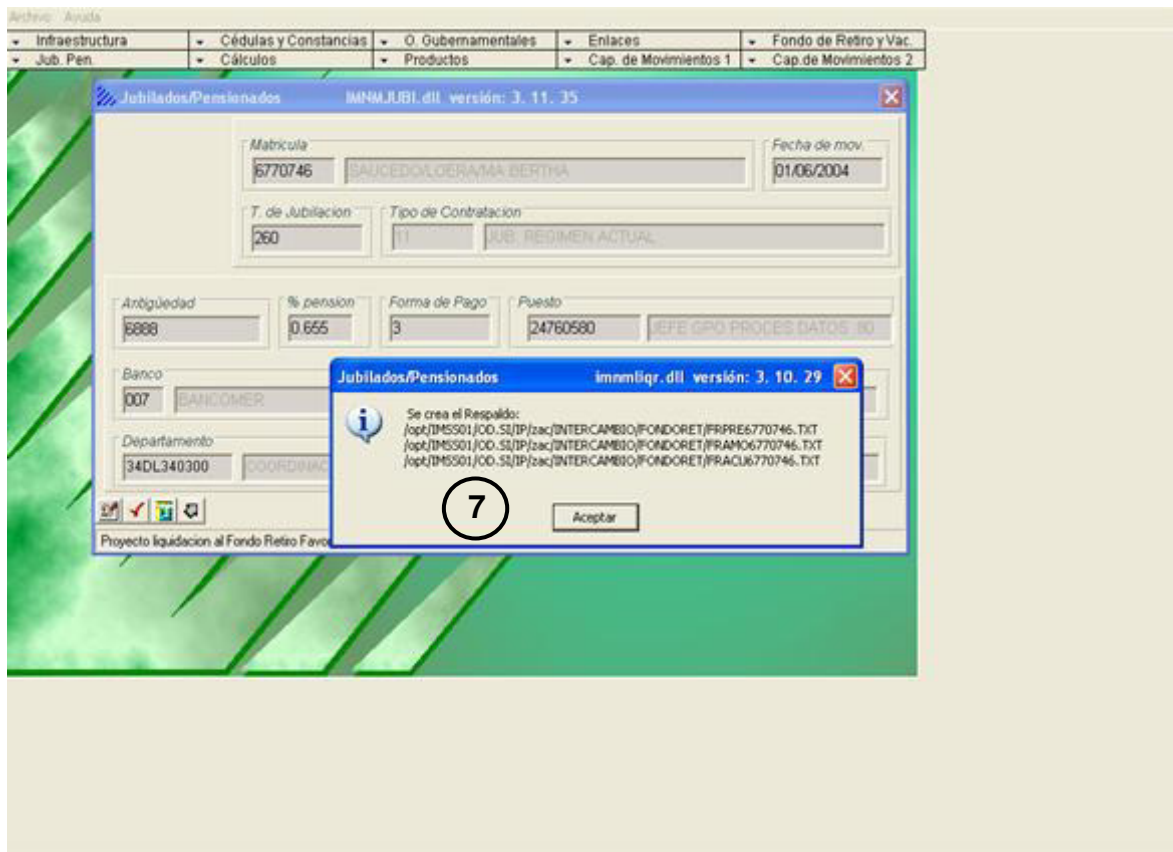 Archivo Ayuda
Infraestructura Cédulas y Constancias O. Gubernamentales Enlaces Fondo de Retiro y Vac.
Jub. Pen. Cálculos Productos Cap. de Movimientos 1 Cap.de Movimientos 2
Jubilados/Pensionados IMNMJUBI.dll versión: 3. 11. 35
Matricula Fecha de mov.
6770746 SAUCEDO/LOERA/MA BERTHA 01/06/2004
T. de Jubilacion Tipo de Contratacion
260 11 JUB. REGIMEN ACTUAL
Antigüedad % pension Forma de Pago Puesto
6888 0.655 3 24760580 JEFE GPO PROCES DATOS 80
Banco
007 BANCOMER
Departamento
34DL340300 COORDINAC
Proyecto liquidacion al Fondo Retiro Favo
Jubilados/Pensionados imnmliqr.dll versión: 3. 10. 29
Se crea el Respaldo:
/opt/IMSS01/OD.SI/IP/zac/INTERCAMBIO/FONDORET/FRPRE6770746.TXT
/opt/IMSS01/OD.SI/IP/zac/INTERCAMBIO/FONDORET/FRAMO6770746.TXT
/opt/IMSS01/OD.SI/IP/zac/INTERCAMBIO/FONDORET/FRACU6770746.TXT
7
Aceptar